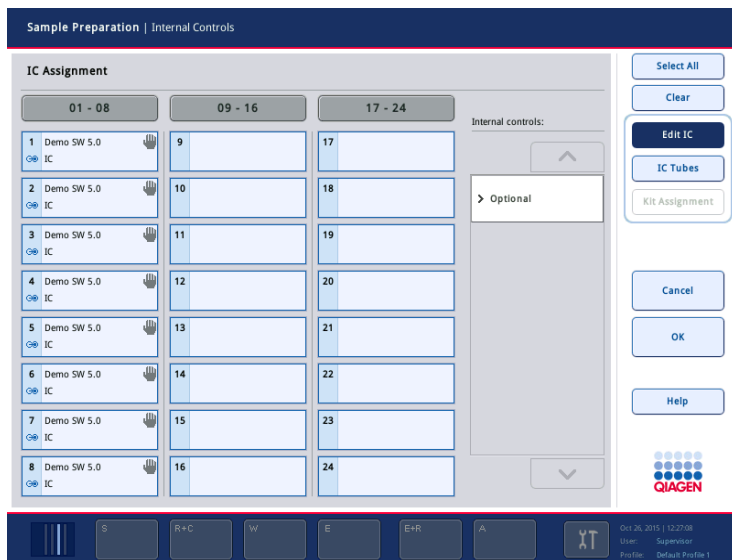 Sample Preparation | Internal Controls
IC Assignment
01 - 08
09 - 16
17 - 24
Internal controls:
1 Demo SW 5.0
IC
2 Demo SW 5.0
IC
3 Demo SW 5.0
IC
4 Demo SW 5.0
IC
5 Demo SW 5.0
IC
6 Demo SW 5.0
IC
7 Demo SW 5.0
IC
8 Demo SW 5.0
IC
9
10
11
12
13
14
15
16
17
18
19
20
21
22
23
24
Optional
Select All
Clear
Edit IC
IC Tubes
Kit Assignment
Cancel
OK
Help
QIAGEN
S
R+C
W
E
E+R
A
Oct 26, 2015 | 12:27:08
User: Supervisor
Profile: Default Profile 1